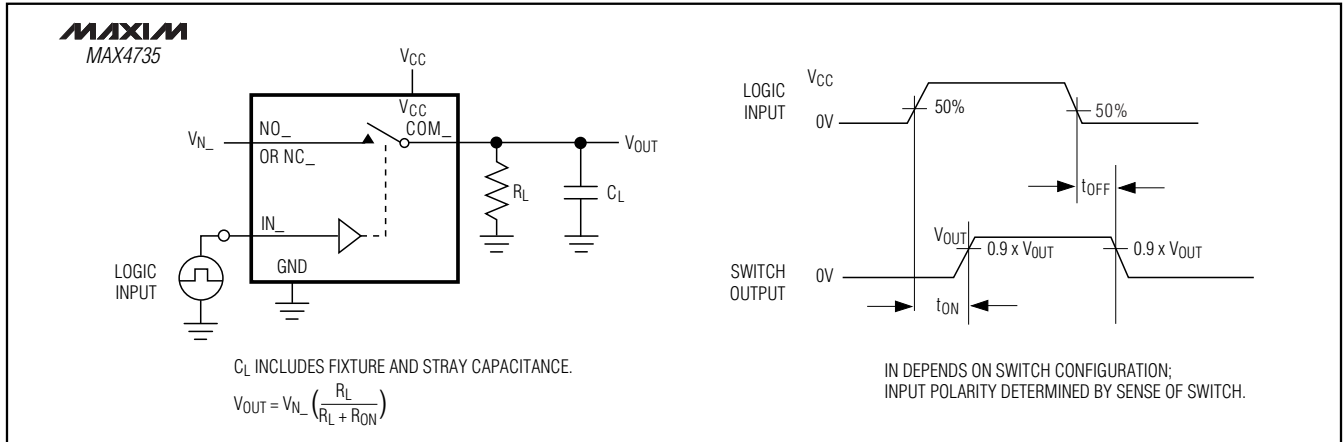 MAXIM
MAX4735
VCC
VCC
VN_
NO_
OR NC_
COM_
VOUT
RL
CL
IN_
LOGIC
INPUT
GND
CL INCLUDES FIXTURE AND STRAY CAPACITANCE.
VOUT = VN_ (RL / RL + RON)
LOGIC
INPUT
VCC
0V
50%
50%
tOFF
SWITCH
OUTPUT
VOUT
0V
0.9 x VOUT
0.9 x VOUT
tON
IN DEPENDS ON SWITCH CONFIGURATION;
INPUT POLARITY DETERMINED BY SENSE OF SWITCH.